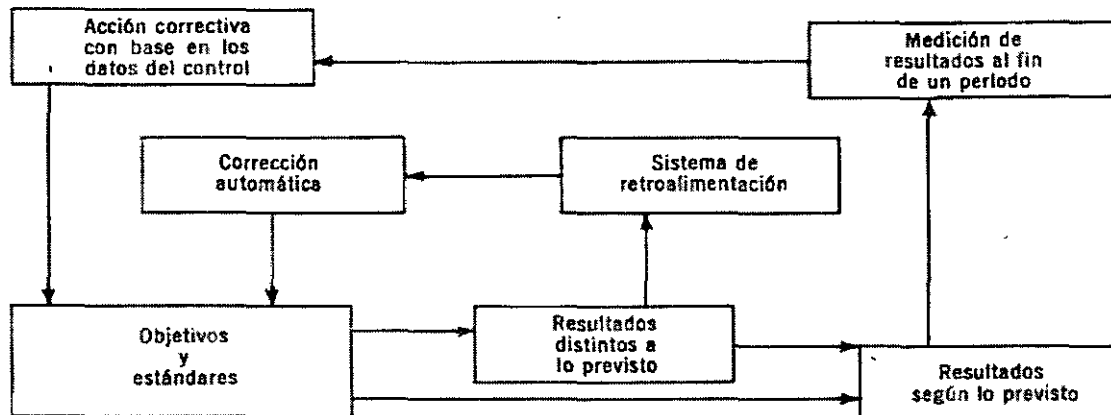 Acción correctiva
con base en los
datos del control
Medición de
resultados al fin
de un período
Corrección
automática
Sistema de
retroalimentación
Objetivos
y
estándares
Resultados
distintos a
lo previsto
Resultados
según lo previsto